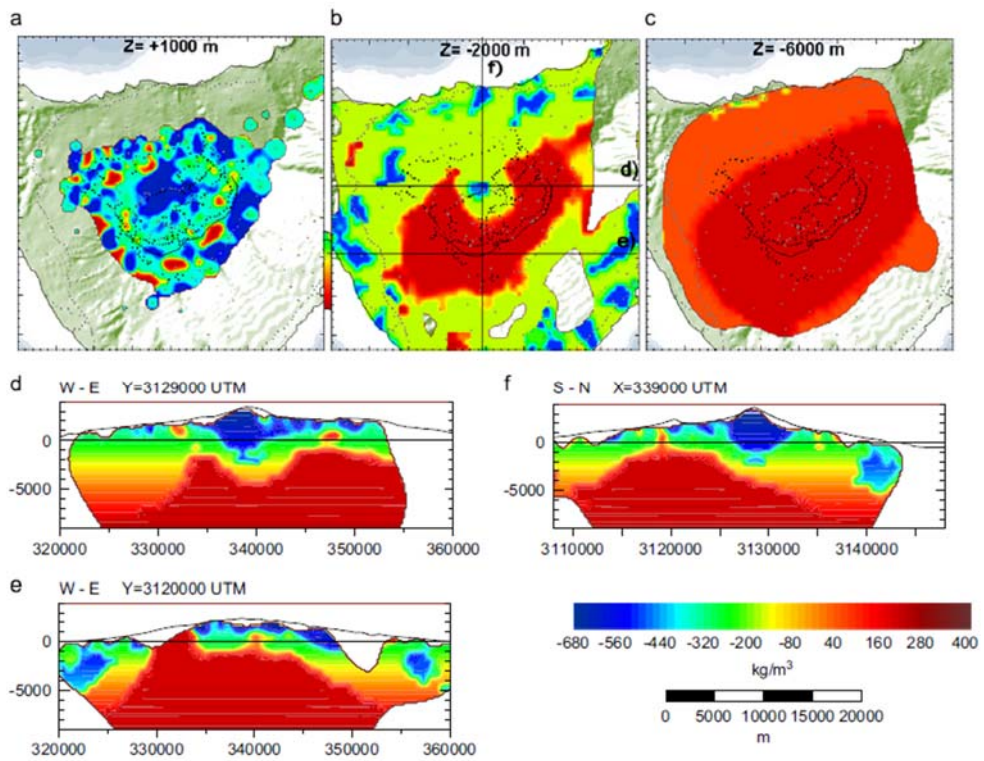 a b c
Z= +1000 m Z= -2000 m Z= -6000 m
f)
d)
e)
d W - E Y=3129000 UTM
0
-5000
320000 330000 340000 350000 360000
f S - N X=339000 UTM
0
-5000
3110000 3120000 3130000 3140000
e W - E Y=3120000 UTM
0
-5000
320000 330000 340000 350000 360000
-680 -560 -440 -320 -200 -80 40 160 280 400
kg/m³
0 5000 10000 15000 20000
m